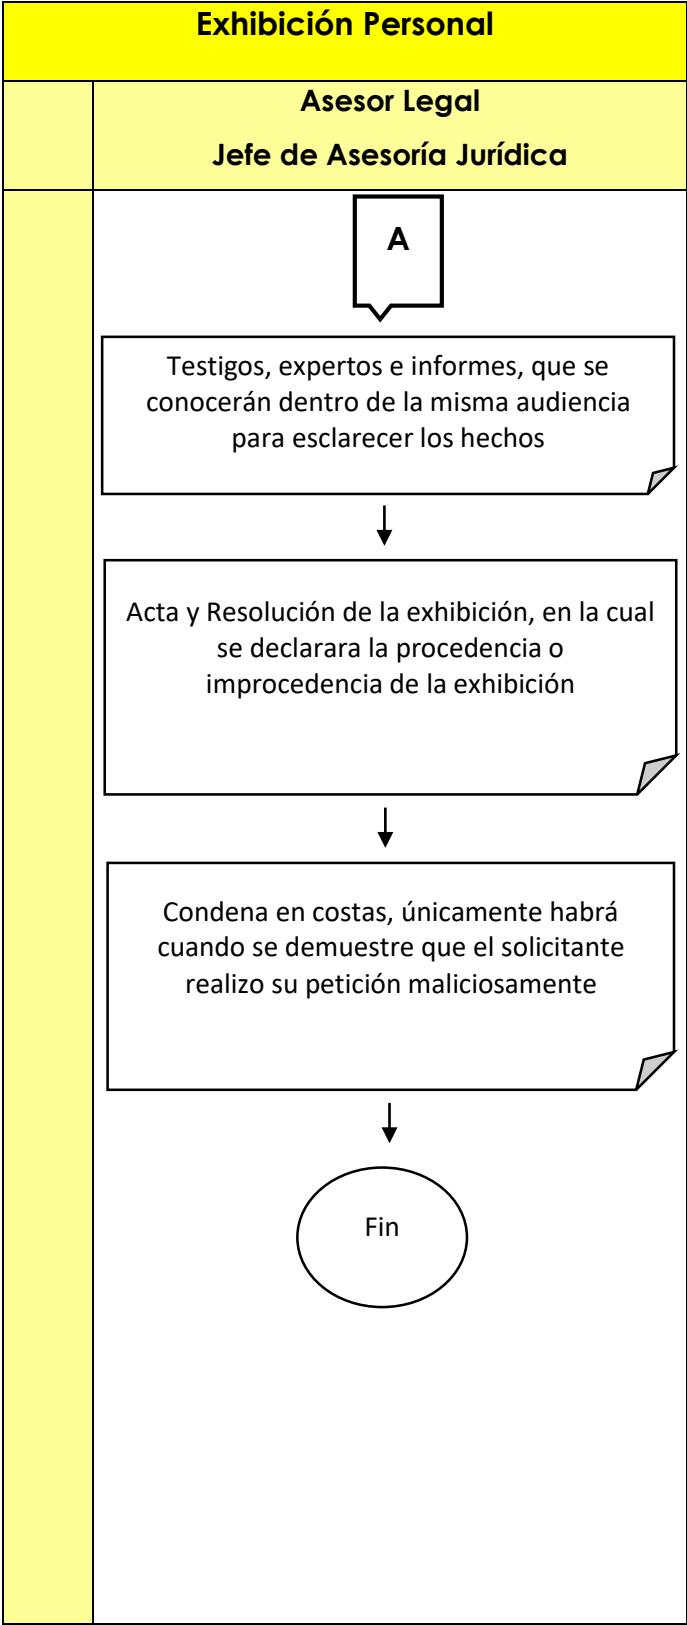 Exhibición Personal
Asesor Legal
Jefe de Asesoría Jurídica
A
Testigos, expertos e informes, que se
conocerán dentro de la misma audiencia
para esclarecer los hechos
Acta y Resolución de la exhibición, en la cual
se declarara la procedencia o
improcedencia de la exhibición
Condena en costas, únicamente habrá
cuando se demuestre que el solicitante
realizo su petición maliciosamente
Fin